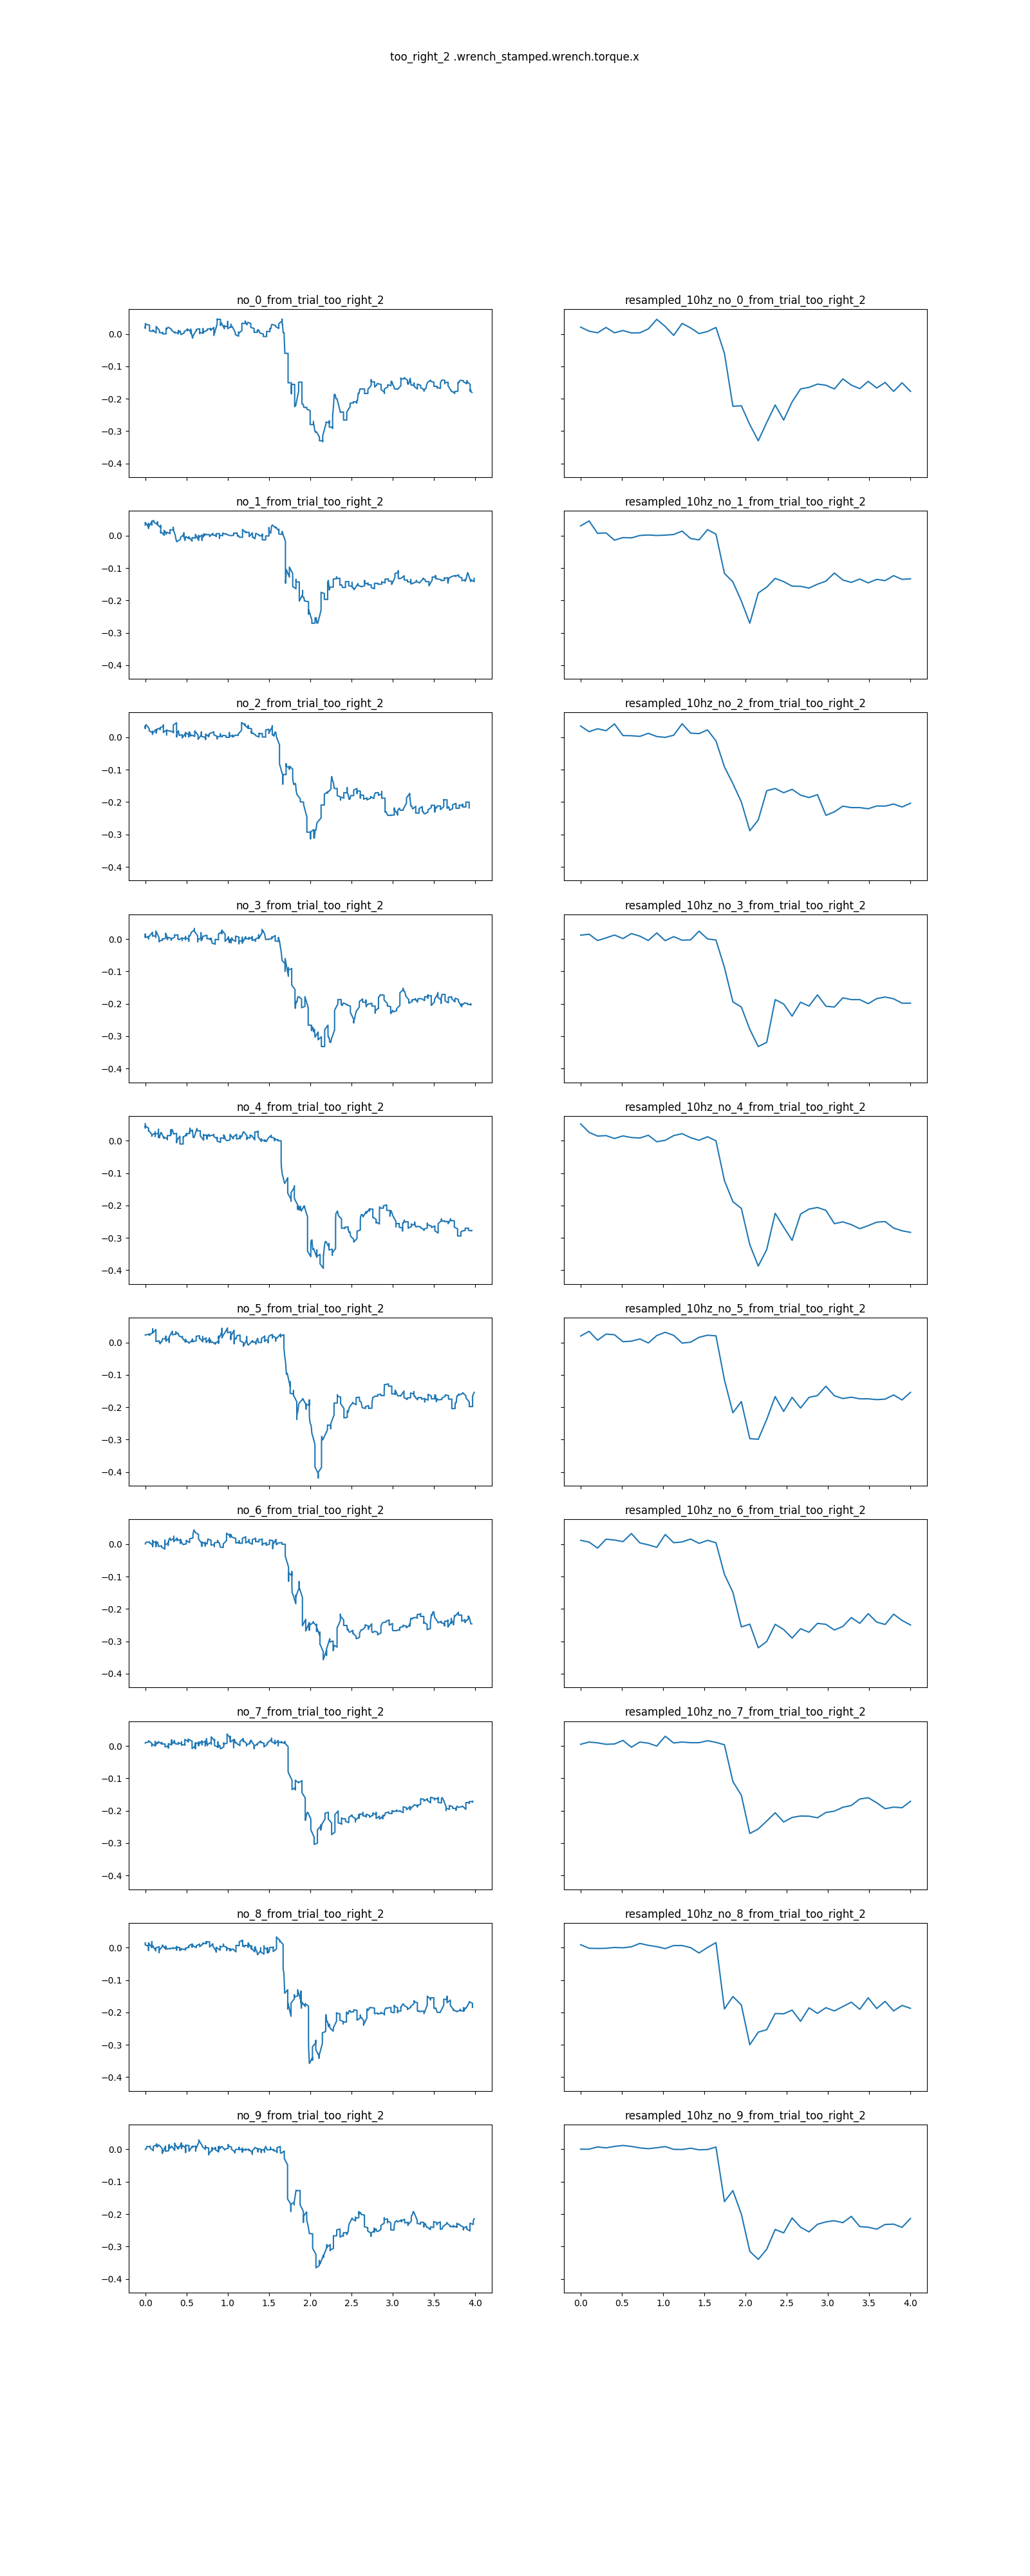 too_right_2 .wrench_stamped.wrench.torque.x
no_0_from_trial_too_right_2
resampled_10hz_no_0_from_trial_too_right_2
0.0
−0.1
−0.2
−0.3
−0.4
no_1_from_trial_too_right_2
resampled_10hz_no_1_from_trial_too_right_2
0.0
−0.1
−0.2
−0.3
−0.4
no_2_from_trial_too_right_2
resampled_10hz_no_2_from_trial_too_right_2
0.0
−0.1
−0.2
−0.3
−0.4
no_3_from_trial_too_right_2
resampled_10hz_no_3_from_trial_too_right_2
0.0
−0.1
−0.2
−0.3
−0.4
no_4_from_trial_too_right_2
resampled_10hz_no_4_from_trial_too_right_2
0.0
−0.1
−0.2
−0.3
−0.4
no_5_from_trial_too_right_2
resampled_10hz_no_5_from_trial_too_right_2
0.0
−0.1
−0.2
−0.3
−0.4
no_6_from_trial_too_right_2
resampled_10hz_no_6_from_trial_too_right_2
0.0
−0.1
−0.2
−0.3
−0.4
no_7_from_trial_too_right_2
resampled_10hz_no_7_from_trial_too_right_2
0.0
−0.1
−0.2
−0.3
−0.4
no_8_from_trial_too_right_2
resampled_10hz_no_8_from_trial_too_right_2
0.0
−0.1
−0.2
−0.3
−0.4
no_9_from_trial_too_right_2
resampled_10hz_no_9_from_trial_too_right_2
0.0
−0.1
−0.2
−0.3
−0.4
0.0 0.5 1.0 1.5 2.0 2.5 3.0 3.5 4.0
0.0 0.5 1.0 1.5 2.0 2.5 3.0 3.5 4.0